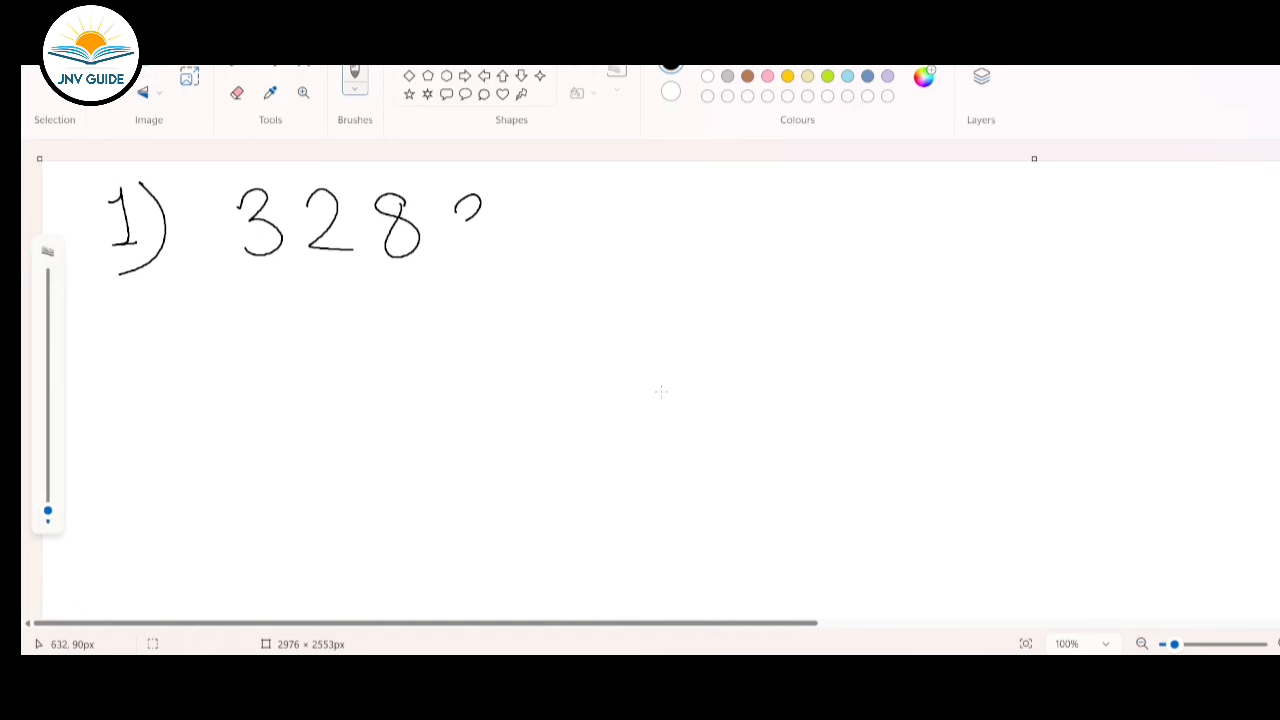 JNV GUIDE
Selection
Image
Tools
Brushes
Shapes
Colours
Layers
1) 328
632, 90px
2976 × 2553px
100%